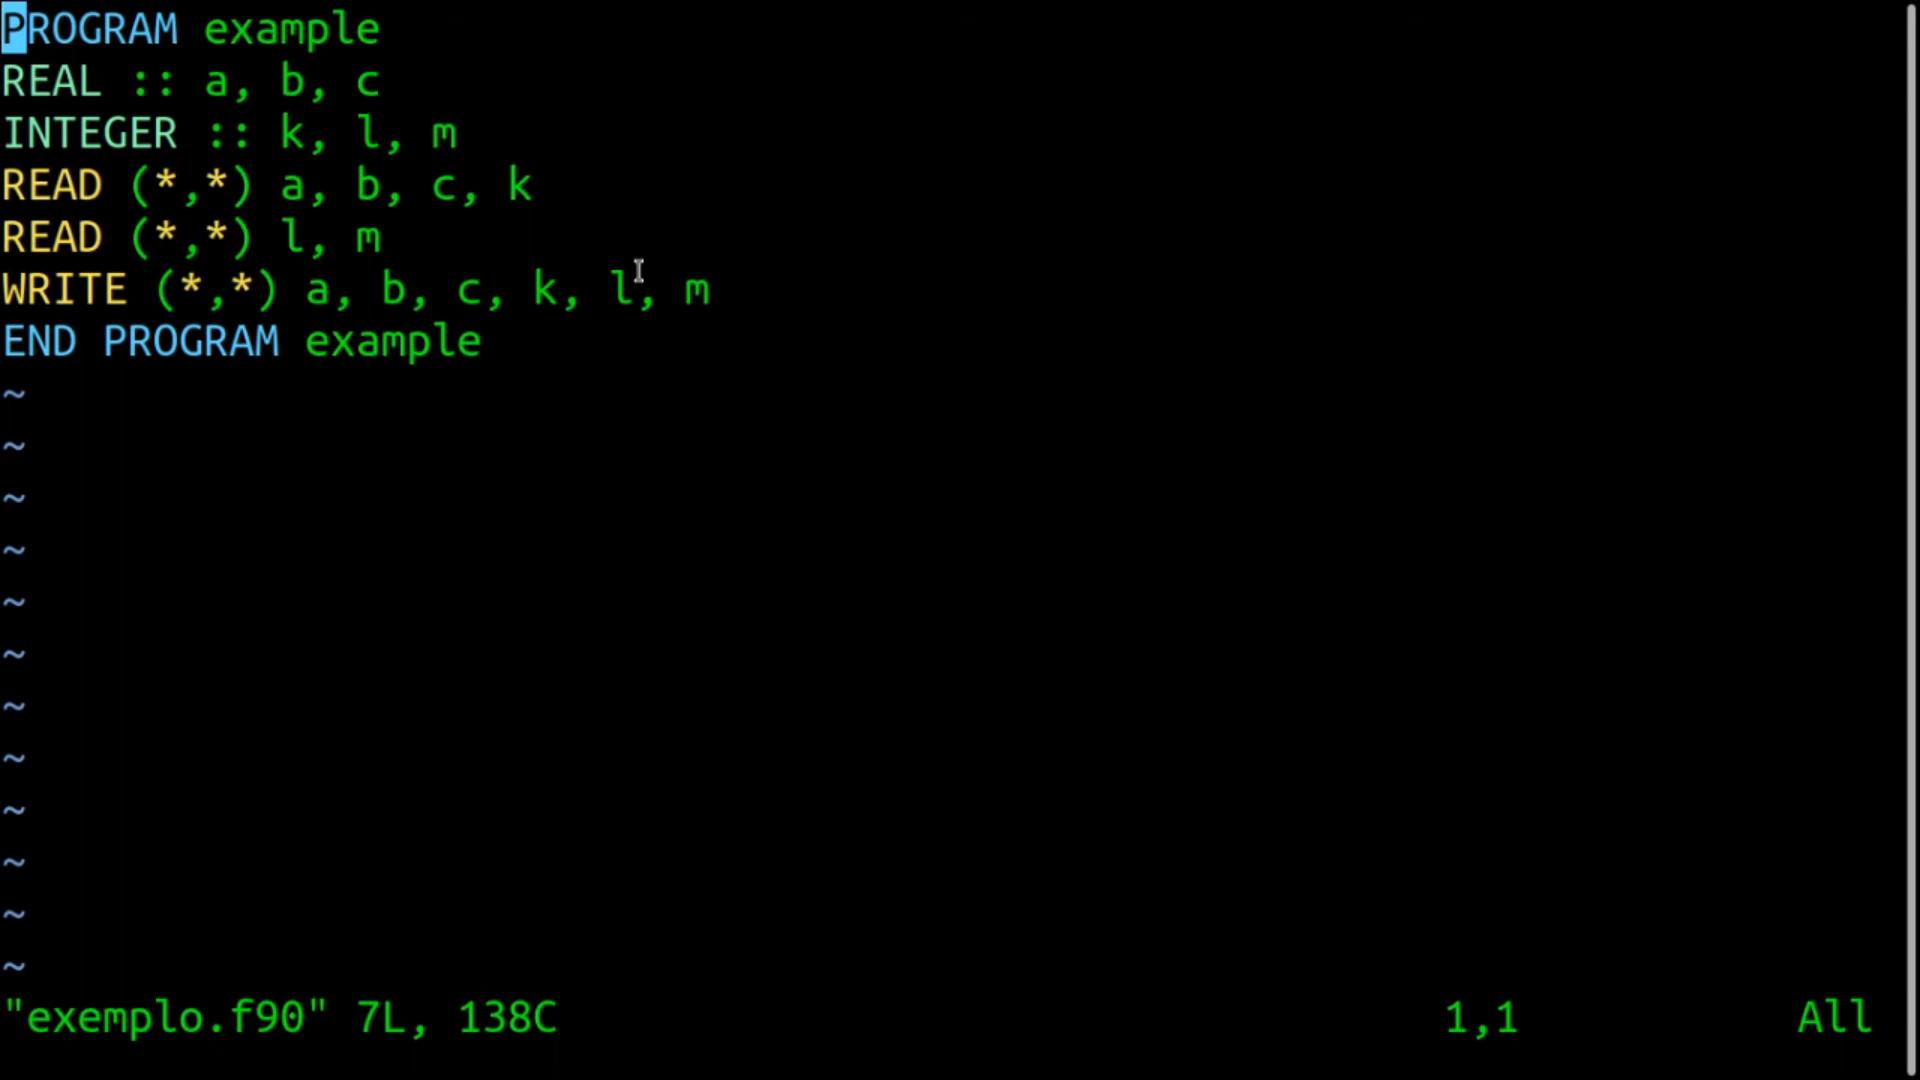 PROGRAM example
REAL :: a, b, c
INTEGER :: k, l, m
READ (*,*) a, b, c, k
READ (*,*) l, m
WRITE (*,*) a, b, c, k, l, m
END PROGRAM example
~
~
~
~
~
~
~
~
~
~
~
~
"exemplo.f90" 7L, 138C 1,1 All